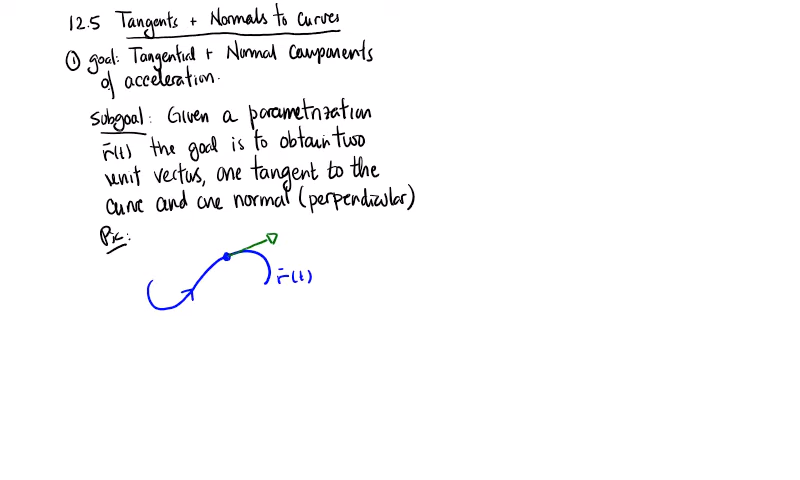 12.5 Tangents + Normals to Curves
① goal: Tangential + Normal Components
of acceleration.
Subgoal: Given a parametrization
r̄(t) the goal is to obtain two
unit vectors, one tangent to the
curve and one normal (perpendicular)
Pic:
r̄(t)